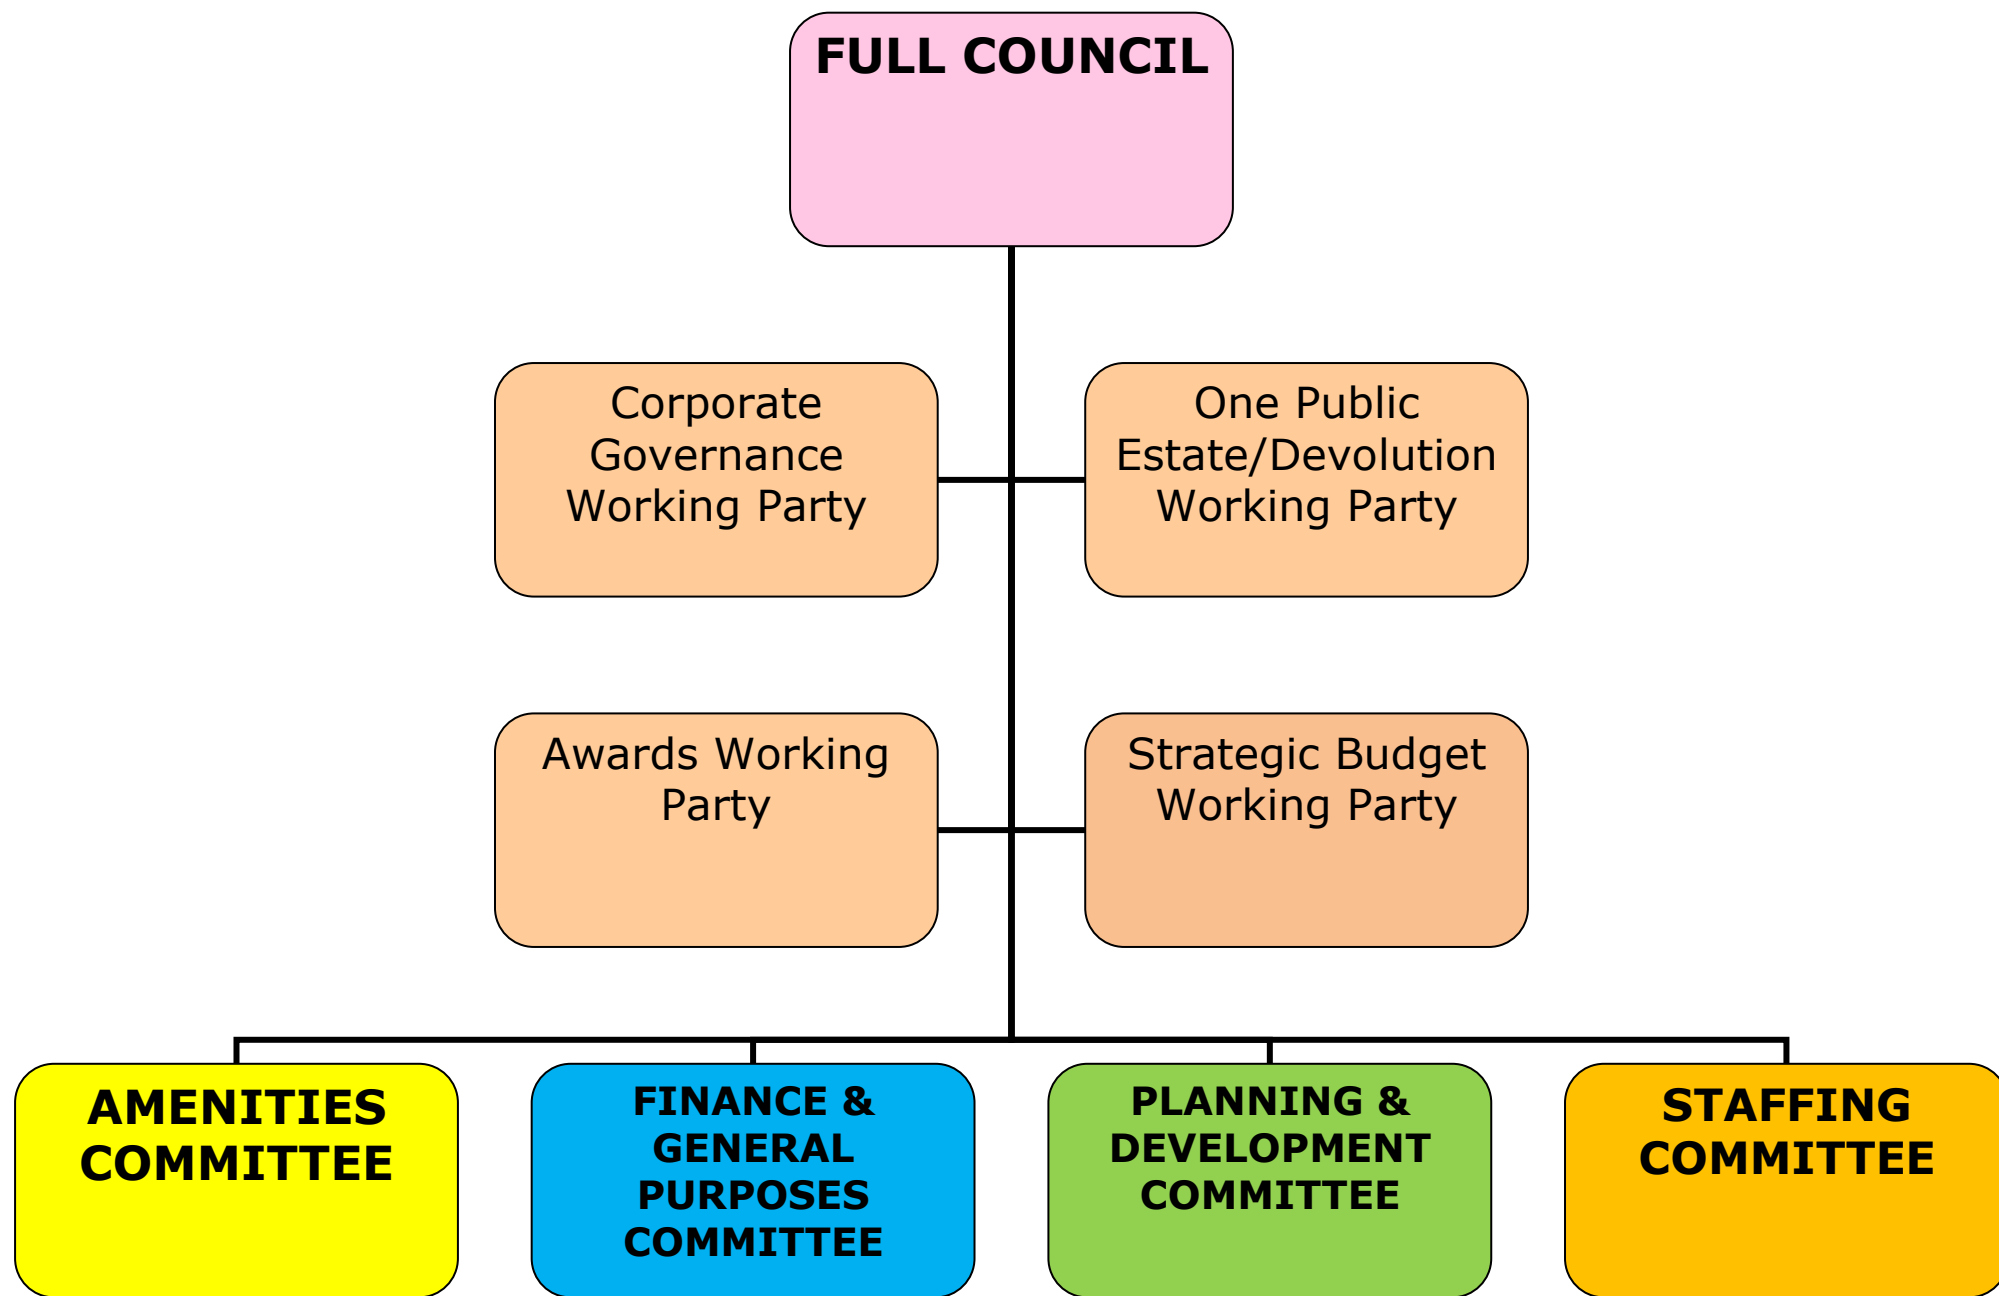 FULL COUNCIL
Corporate
Governance
Working Party
One Public
Estate/Devolution
Working Party
Awards Working
Party
Strategic Budget
Working Party
AMENITIES
COMMITTEE
FINANCE &
GENERAL
PURPOSES
COMMITTEE
PLANNING &
DEVELOPMENT
COMMITTEE
STAFFING
COMMITTEE